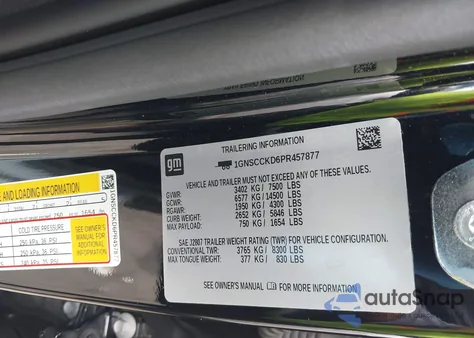 TRAILERING INFORMATION
gm
1GNSCCKD6PR457877
VEHICLE AND TRAILER MUST NOT EXCEED
ANY OF THESE VALUES:
GVWR: 3402 KG / 7500 LBS
GCWR: 6577 KG / 14500 LBS
RGAWR: 1950 KG / 4300 LBS
CURB WEIGHT: 2652 KG / 5846 LBS
MAX PAYLOAD: 750 KG / 1654 LBS
SAE J2807 TRAILER WEIGHT RATING (TWR) FOR VEHICLE CONFIGURATION.
CONVENTIONAL TWR: 3765 KG / 8300 LBS
MAX TONGUE WEIGHT: 377 KG / 830 LBS
SEE OWNER'S MANUAL FOR MORE INFORMATION
AND LOADING INFORMATION
COLD TIRE PRESSURE
SEE OWNER'S
MANUAL FOR
ADDITIONAL
INFORMATION
1GNSCCKD6PR457877
autoSnap